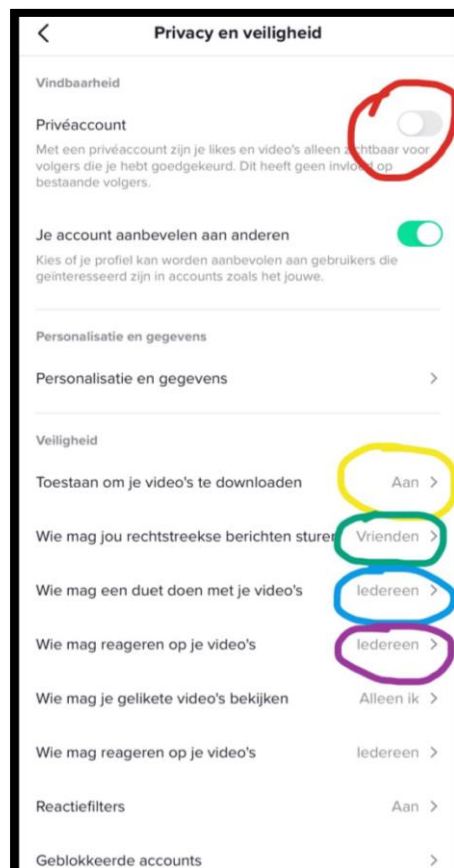 Privacy en veiligheid
Vindbaarheid
Privéaccount
Met een privéaccount zijn je likes en video's alleen zichtbaar voor
volgers die je hebt goedgekeurd. Dit heeft geen invloed op
bestaande volgers.
Je account aanbevelen aan anderen
Kies of je profiel kan worden aanbevolen aan gebruikers die
geïnteresseerd zijn in accounts zoals het jouwe.
Personalisatie en gegevens
Personalisatie en gegevens
Veiligheid
Toestaan om je video's te downloaden Aan
Wie mag jou rechtstreekse berichten sturen Vrienden
Wie mag een duet doen met je video's Iedereen
Wie mag reageren op je video's Iedereen
Wie mag je gelikete video's bekijken Alleen ik
Wie mag reageren op je video's Iedereen
Reactiefilters Aan
Geblokkeerde accounts